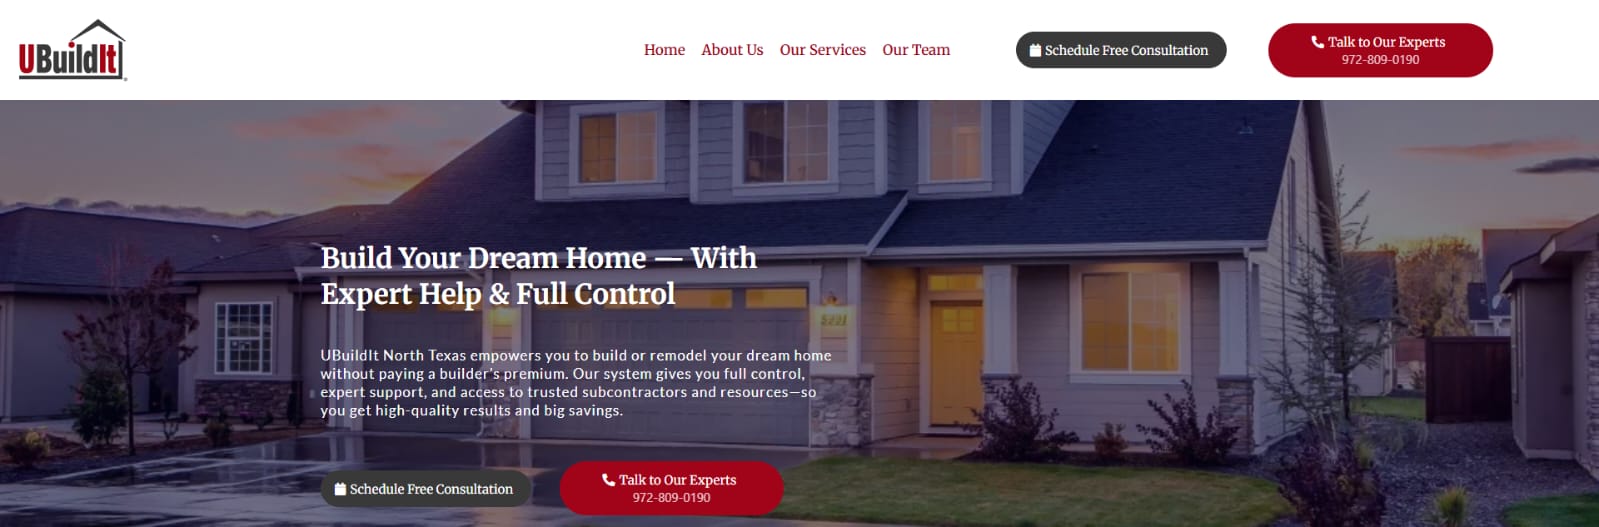 UBuildIt
Home About Us Our Services Our Team
Schedule Free Consultation
Talk to Our Experts
972-809-0190
Build Your Dream Home — With
Expert Help & Full Control
5221
UBuildIt North Texas empowers you to build or remodel your dream home
without paying a builder's premium. Our system gives you full control,
expert support, and access to trusted subcontractors and resources—so
you get high-quality results and big savings.
Schedule Free Consultation
Talk to Our Experts
972-809-0190